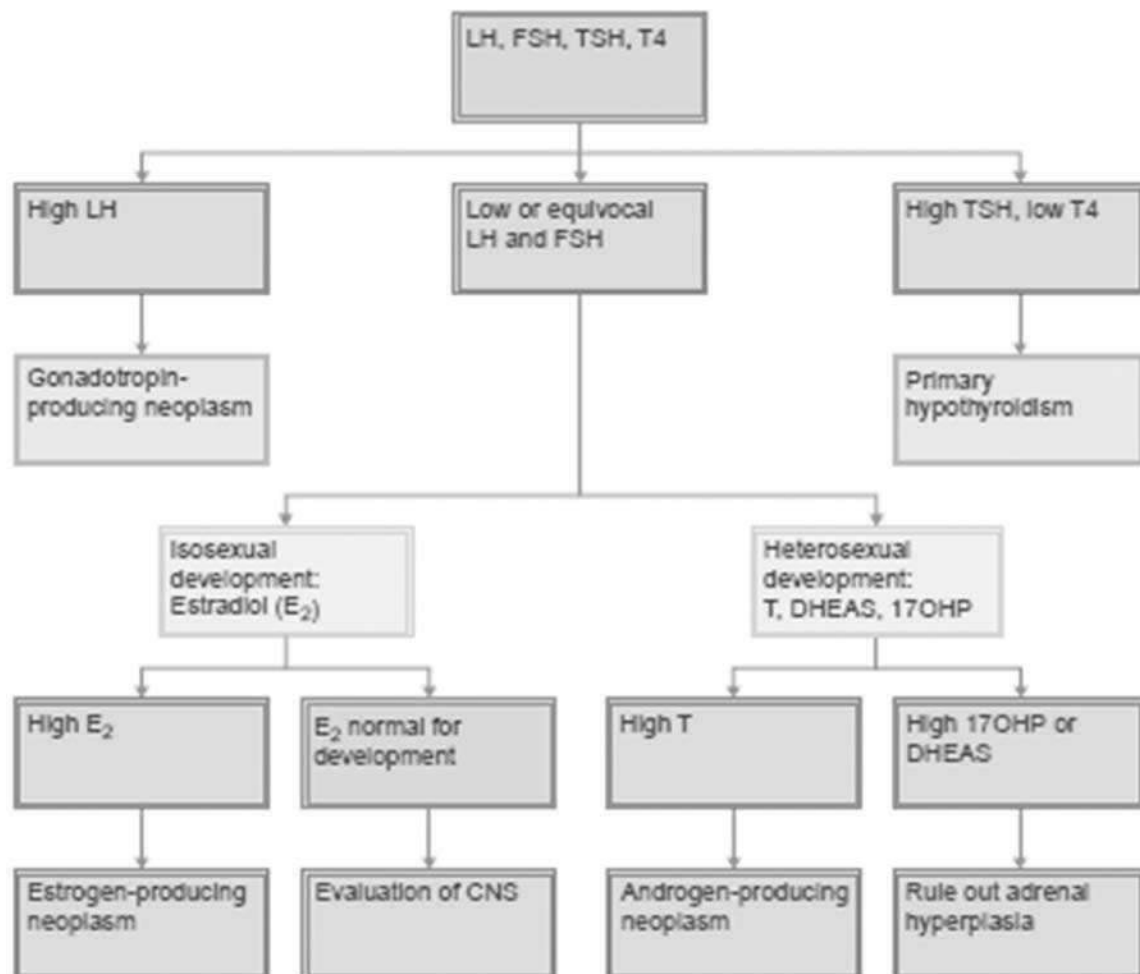 LH, FSH, TSH, T4
High LH
Low or equivocal
LH and FSH
High TSH, low T4
Gonadotropin-
producing neoplasm
Primary
hypothyroidism
Isosexual
development:
Estradiol (E₂)
Heterosexual
development:
T, DHEAS, 17OHP
High E₂
E₂ normal for
development
High T
High 17OHP or
DHEAS
Estrogen-producing
neoplasm
Evaluation of CNS
Androgen-producing
neoplasm
Rule out adrenal
hyperplasia